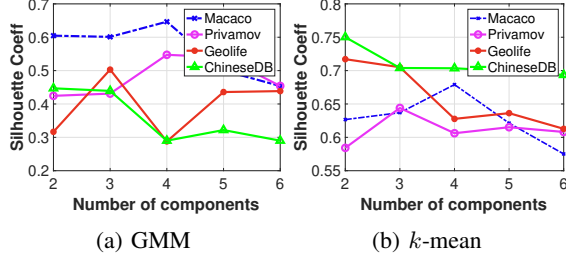 0.7
0.6
0.5
0.4
0.3
0.2
Silhouette Coeff
2 3 4 5 6
Number of components
Macaco
Privamov
Geolife
ChineseDB
(a) GMM
0.8
0.75
0.7
0.65
0.6
0.55
Silhouette Coeff
2 3 4 5 6
Number of components
Macaco
Privamov
Geolife
ChineseDB
(b) k-mean